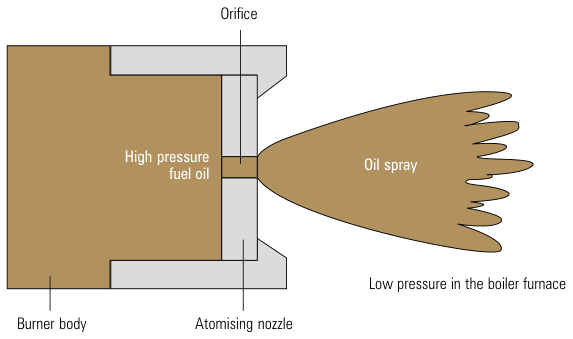 Orifice
High pressure
fuel oil
Oil spray
Low pressure in the boiler furnace
Burner body
Atomising nozzle